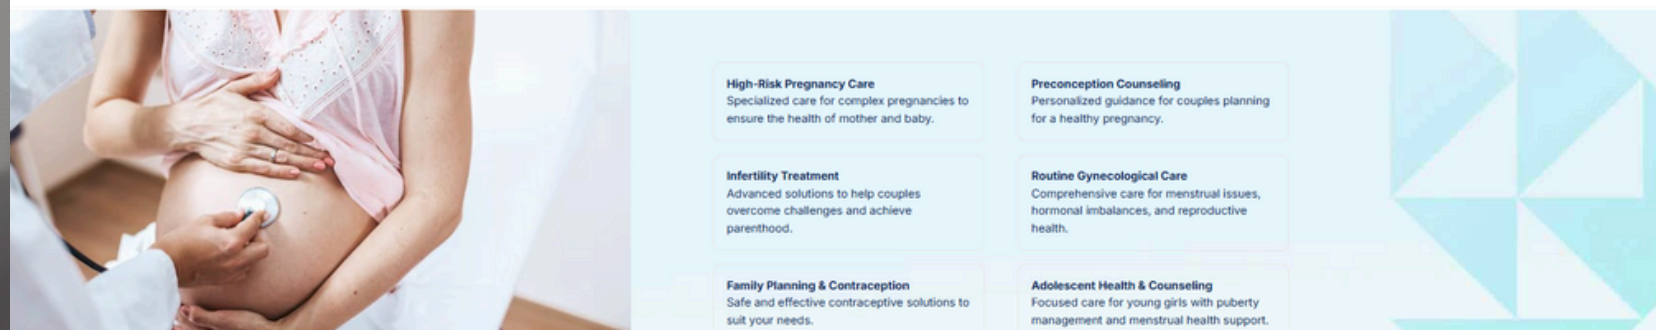 High-Risk Pregnancy Care
Specialized care for complex pregnancies to
ensure the health of mother and baby.
Preconception Counseling
Personalized guidance for couples planning
for a healthy pregnancy.
Infertility Treatment
Advanced solutions to help couples
overcome challenges and achieve
parenthood.
Routine Gynecological Care
Comprehensive care for menstrual issues,
hormonal imbalances, and reproductive
health.
Family Planning & Contraception
Safe and effective contraceptive solutions to
suit your needs.
Adolescent Health & Counseling
Focused care for young girls with puberty
management and menstrual health support.